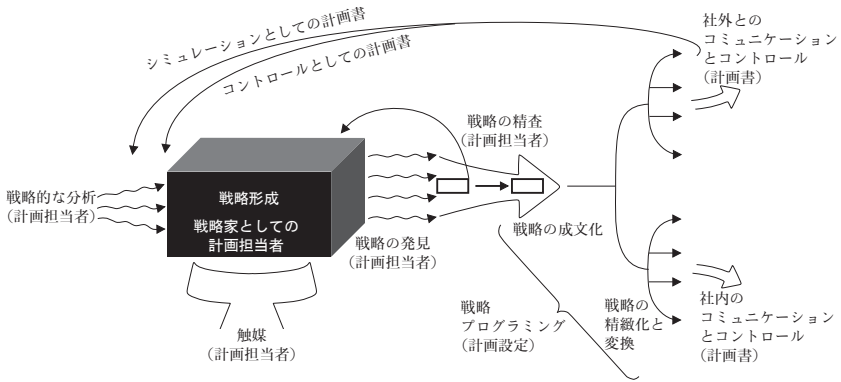 シミュレーションとしての計画書
コントロールとしての計画書
社外との
コミュニケーション
とコントロール
（計画書）
戦略の精査
（計画担当者）
戦略的な分析
（計画担当者）
戦略形成
戦略家としての
計画担当者
戦略の発見
（計画担当者）
戦略の成文化
触媒
（計画担当者）
戦略
プログラミング
（計画設定）
戦略の
精緻化と
変換
社内の
コミュニケーション
とコントロール
（計画書）